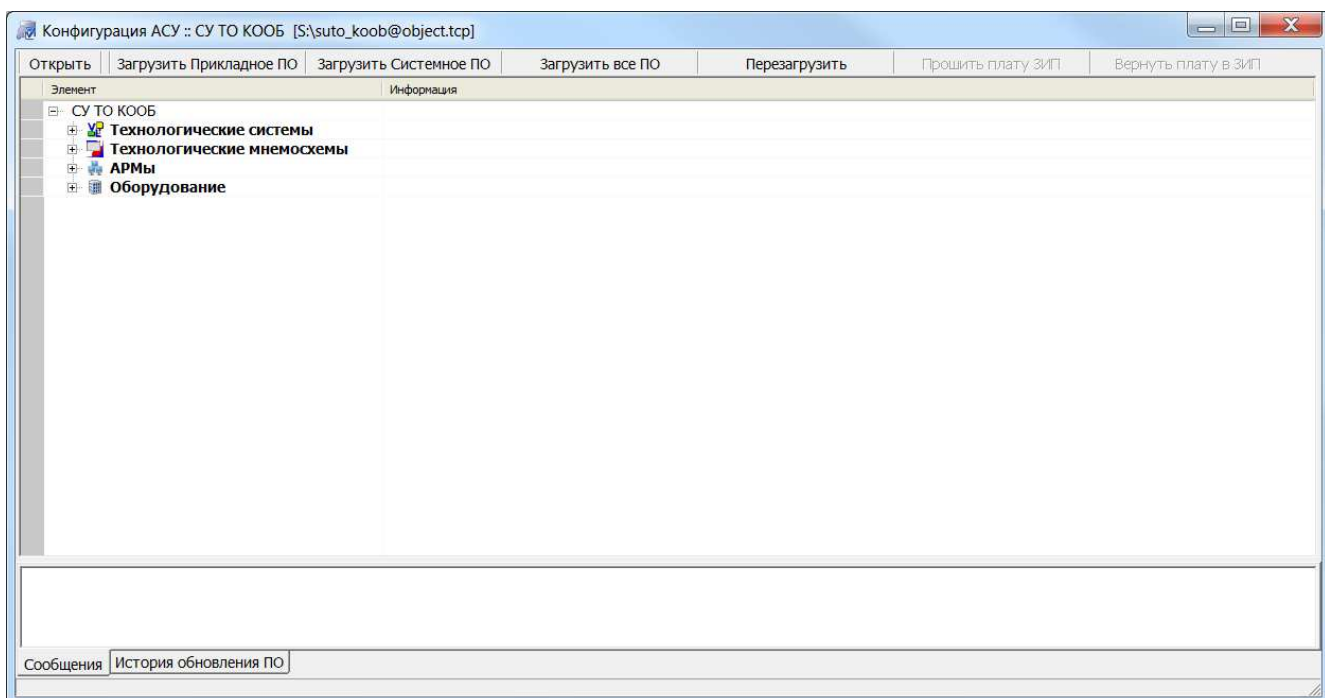 Конфигурация АСУ :: СУ ТО КООБ [S:\suto_koob@object.tcp]
Открыть Загрузить Прикладное ПО Загрузить Системное ПО Загрузить все ПО Перезагрузить Прошить плату ЗИП Вернуть плату в ЗИП
Элемент Информация
СУ ТО КООБ
Технологические системы
Технологические мнемосхемы
АРМы
Оборудование
Сообщения История обновления ПО